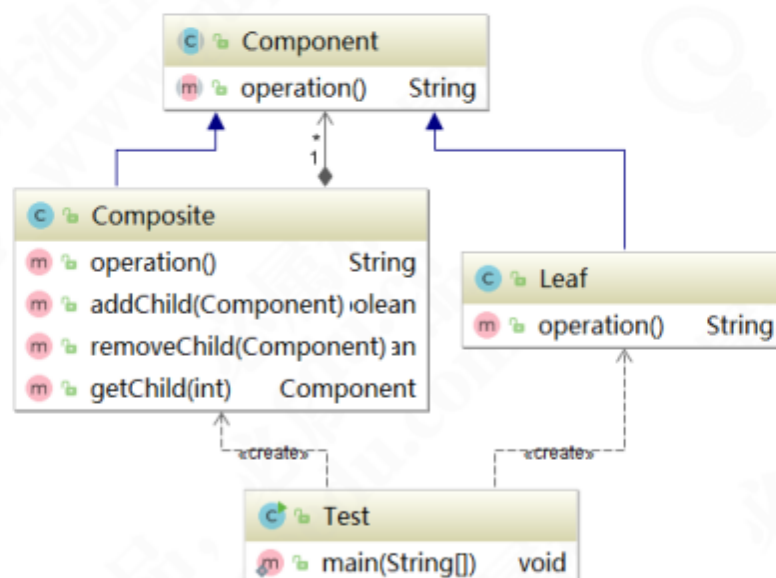 Component
operation() String
*
1
Composite
operation() String
addChild(Component) olean
removeChild(Component) an
getChild(int) Component
Leaf
operation() String
«create»
«create»
Test
main(String[]) void